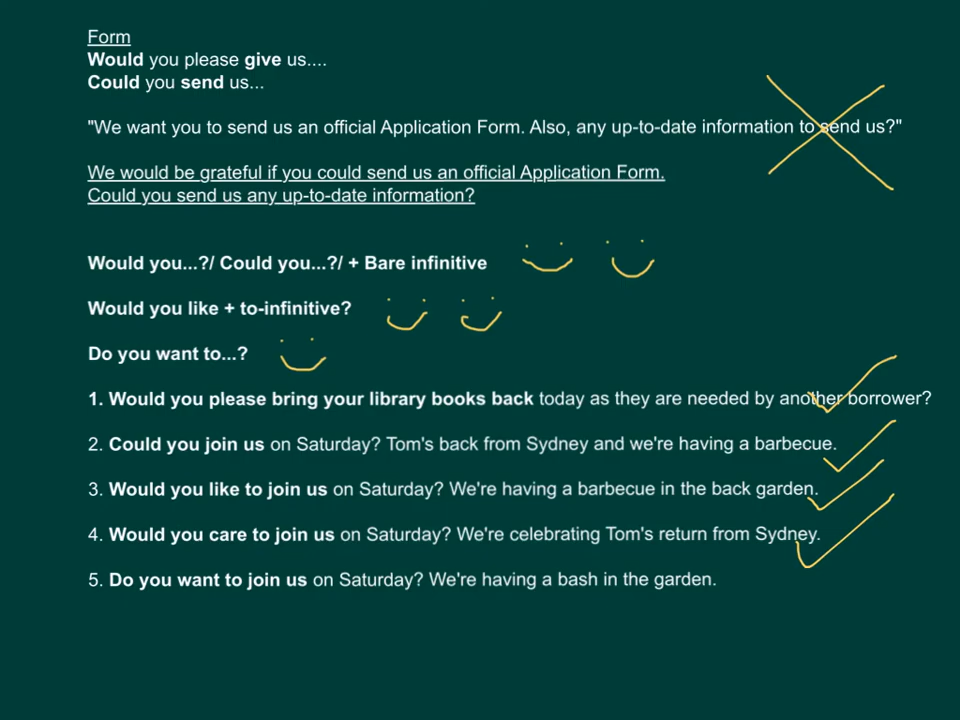 Form
Would you please give us....
Could you send us...
"We want you to send us an official Application Form. Also, any up-to-date information to send us?"
We would be grateful if you could send us an official Application Form.
Could you send us any up-to-date information?
Would you...?/ Could you...?/ + Bare infinitive
Would you like + to-infinitive?
Do you want to...?
1. Would you please bring your library books back today as they are needed by another borrower?
2. Could you join us on Saturday? Tom's back from Sydney and we're having a barbecue.
3. Would you like to join us on Saturday? We're having a barbecue in the back garden.
4. Would you care to join us on Saturday? We're celebrating Tom's return from Sydney.
5. Do you want to join us on Saturday? We're having a bash in the garden.